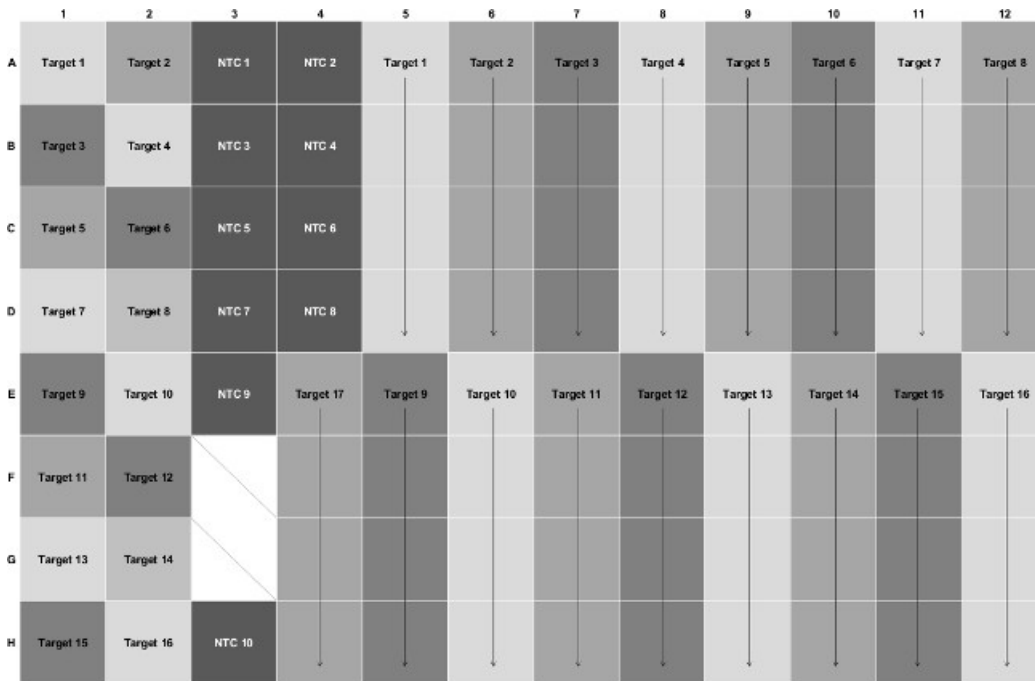 1 2 3 4 5 6 7 8 9 10 11 12
A Target 1 Target 2 NTC 1 NTC 2 Target 1 Target 2 Target 3 Target 4 Target 5 Target 6 Target 7 Target 8
B Target 3 Target 4 NTC 3 NTC 4
C Target 5 Target 6 NTC 5 NTC 6
D Target 7 Target 8 NTC 7 NTC 8
E Target 9 Target 10 NTC 9 Target 17 Target 9 Target 10 Target 11 Target 12 Target 13 Target 14 Target 15 Target 16
F Target 11 Target 12
G Target 13 Target 14
H Target 15 Target 16 NTC 10